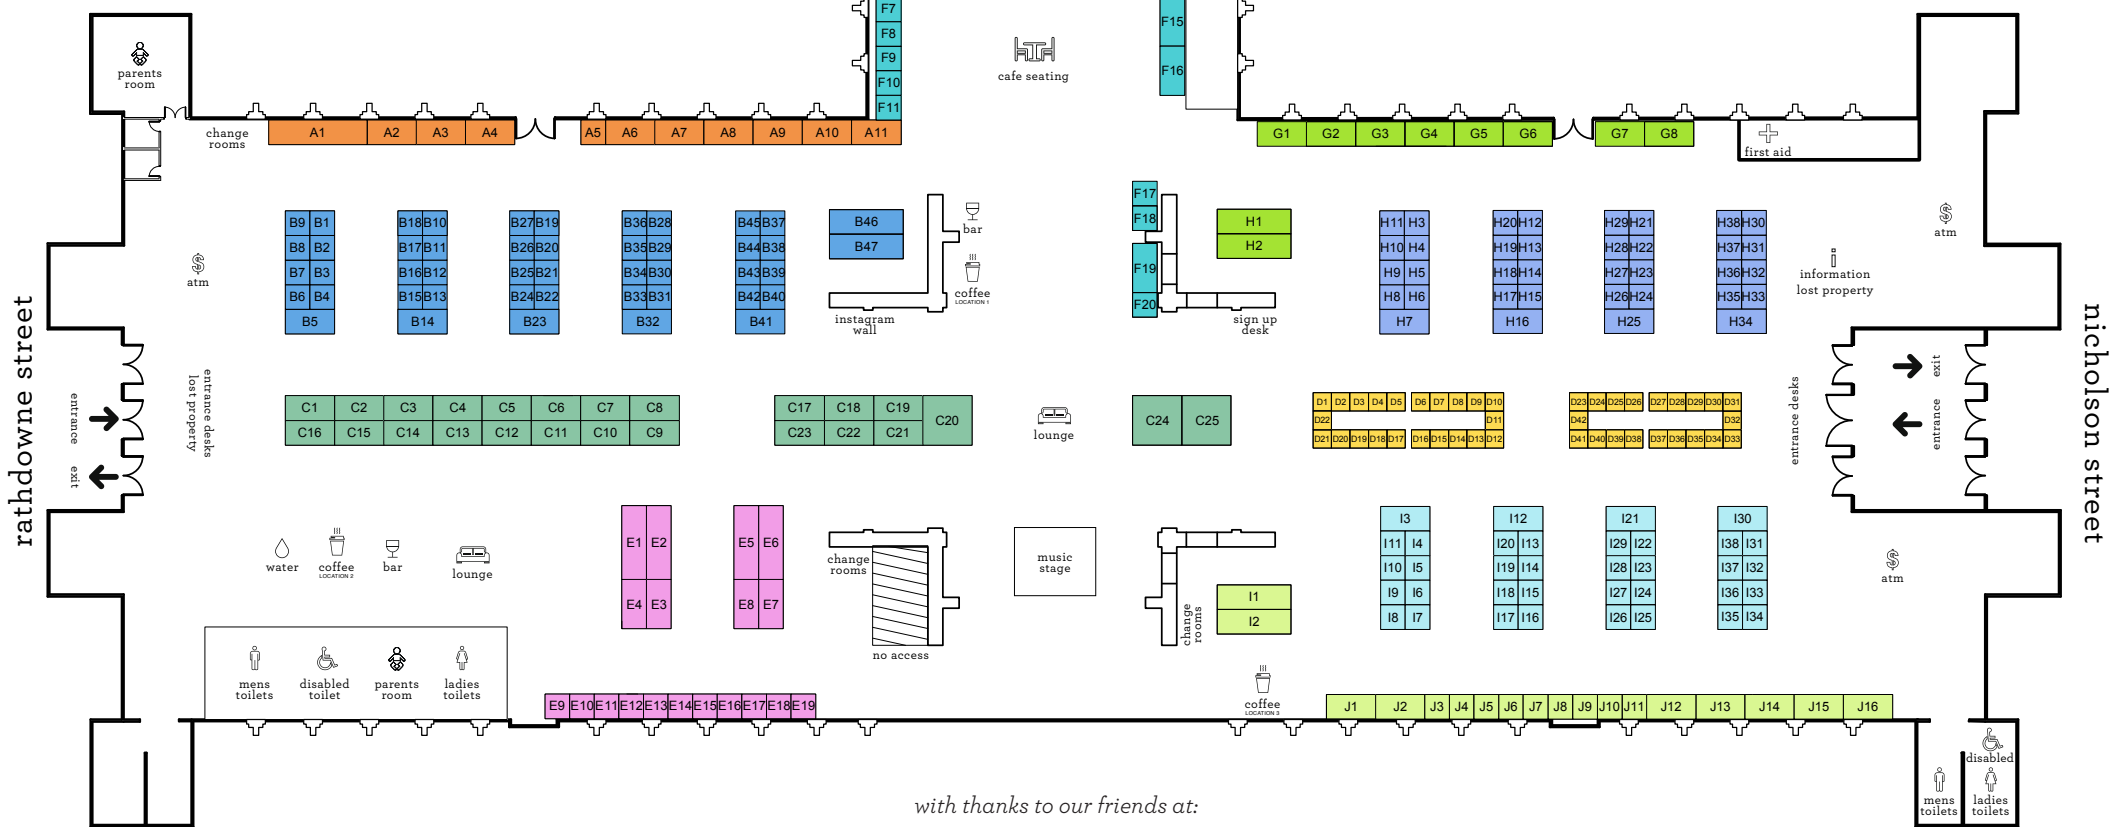 F7
F8
F9
F10
F11
F15
F16
cafe seating
parents
room
change
rooms
A1 A2 A3 A4
A5 A6 A7 A8 A9 A10 A11
G1 G2 G3 G4 G5 G6
G7 G8
first aid
B9 B1
B8 B2
B7 B3
B6 B4
B5
B18 B10
B17 B11
B16 B12
B15 B13
B14
B27 B19
B26 B20
B25 B21
B24 B22
B23
B36 B28
B35 B29
B34 B30
B33 B31
B32
B45 B37
B44 B38
B43 B39
B42 B40
B41
B46
B47
bar
coffee
LOCATION 1
instagram
wall
F17
F18
F19
F20
H1
H2
sign up
desk
H11 H3
H10 H4
H9 H5
H8 H6
H7
H20 H12
H19 H13
H18 H14
H17 H15
H16
H29 H21
H28 H22
H27 H23
H26 H24
H25
H38 H30
H37 H31
H36 H32
H35 H33
H34
atm
information
lost property
atm
rathdowne street
entrance
exit
entrance desks
lost property
C1 C2 C3 C4 C5 C6 C7 C8
C16 C15 C14 C13 C12 C11 C10 C9
C17 C18 C19
C20
C23 C22 C21
lounge
C24 C25
D1 D2 D3 D4 D5 D6 D7 D8 D9 D10
D22 D11
D21 D20 D19 D18 D17 D16 D15 D14 D13 D12
D23 D24 D25 D26 D27 D28 D29 D30 D31
D42 D32
D41 D40 D39 D38 D37 D36 D35 D34 D33
entrance desks
exit
entrance
nicholson street
water
coffee
LOCATION 2
bar
lounge
E1 E2
E4 E3
E5 E6
E8 E7
change
rooms
no access
music
stage
change
rooms
I1
I2
I3
I11 I4
I10 I5
I9 I6
I8 I7
I12
I20 I13
I19 I14
I18 I15
I17 I16
I21
I29 I22
I28 I23
I27 I24
I26 I25
I30
I38 I31
I37 I32
I36 I33
I35 I34
atm
mens
toilets
disabled
toilet
parents
room
ladies
toilets
E9 E10 E11 E12 E13 E14 E15 E16 E17 E18 E19
coffee
LOCATION 3
J1 J2 J3 J4 J5 J6 J7 J8 J9 J10 J11 J12 J13 J14 J15 J16
disabled
mens
toilets
ladies
toilets
with thanks to our friends at: